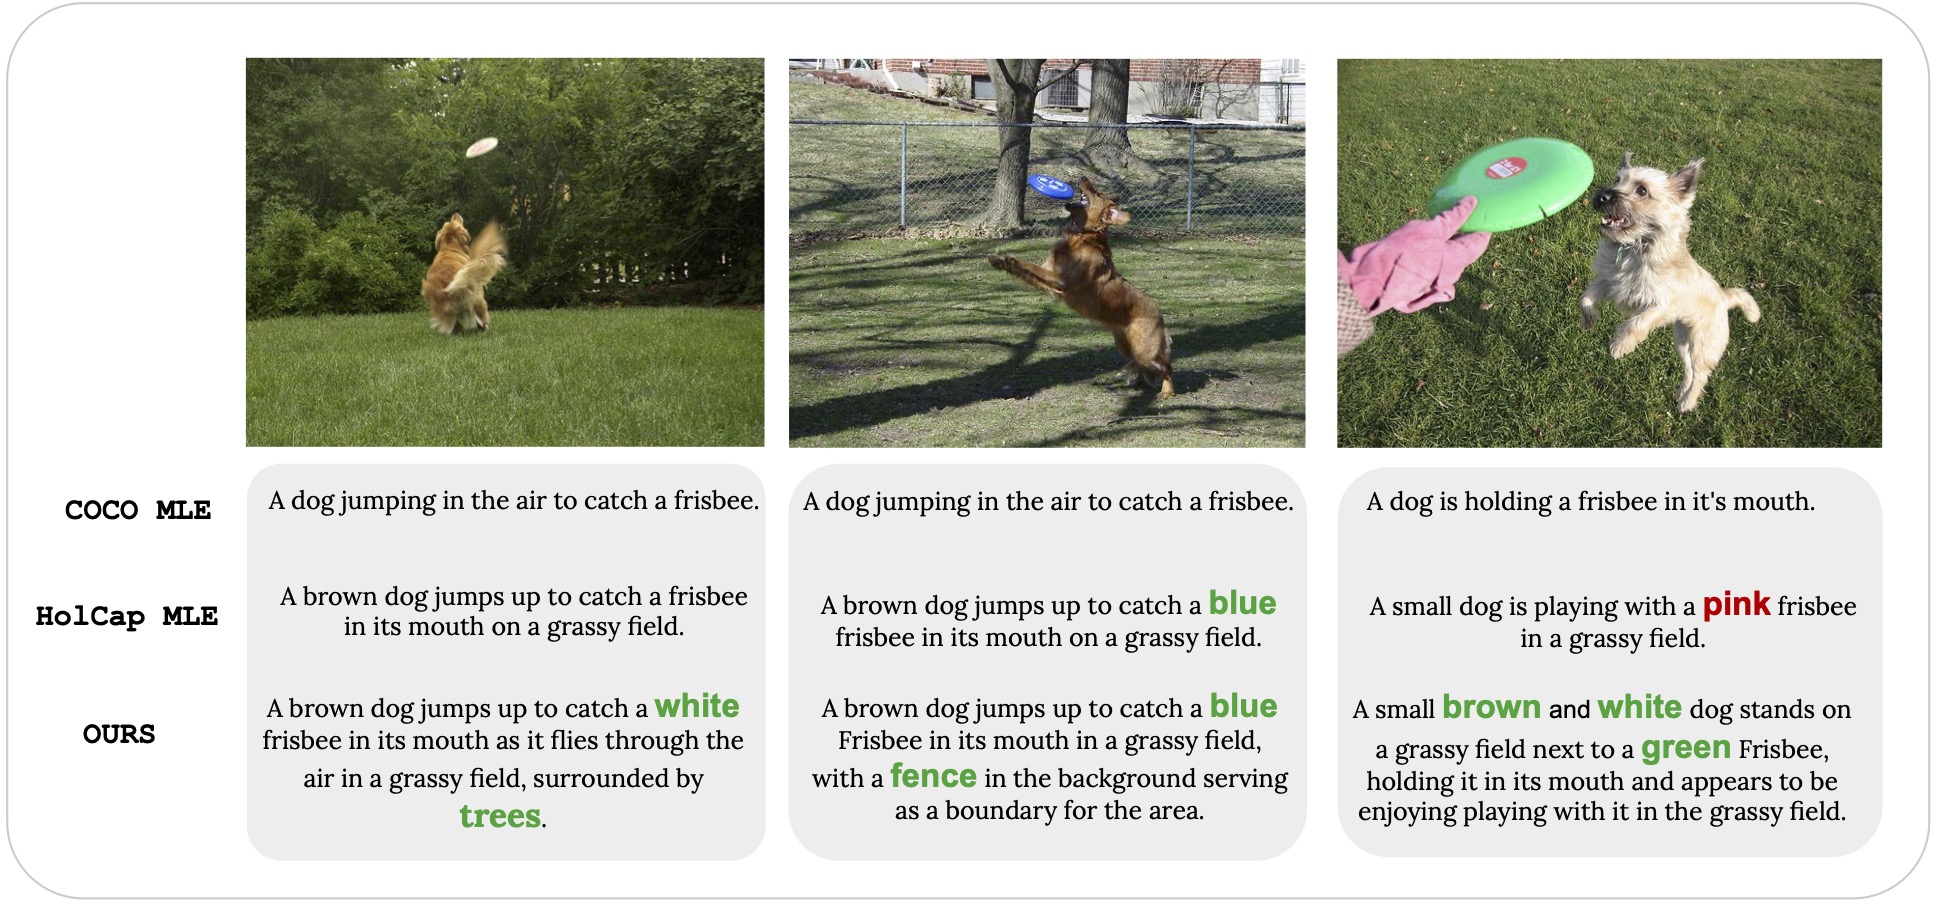 COCO MLE
A dog jumping in the air to catch a frisbee.
A dog jumping in the air to catch a frisbee.
A dog is holding a frisbee in it's mouth.
HolCap MLE
A brown dog jumps up to catch a frisbee
in its mouth on a grassy field.
A brown dog jumps up to catch a blue
frisbee in its mouth on a grassy field.
A small dog is playing with a pink frisbee
in a grassy field.
OURS
A brown dog jumps up to catch a white
frisbee in its mouth as it flies through the
air in a grassy field, surrounded by
trees.
A brown dog jumps up to catch a blue
Frisbee in its mouth in a grassy field,
with a fence in the background serving
as a boundary for the area.
A small brown and white dog stands on
a grassy field next to a green Frisbee,
holding it in its mouth and appears to be
enjoying playing with it in the grassy field.